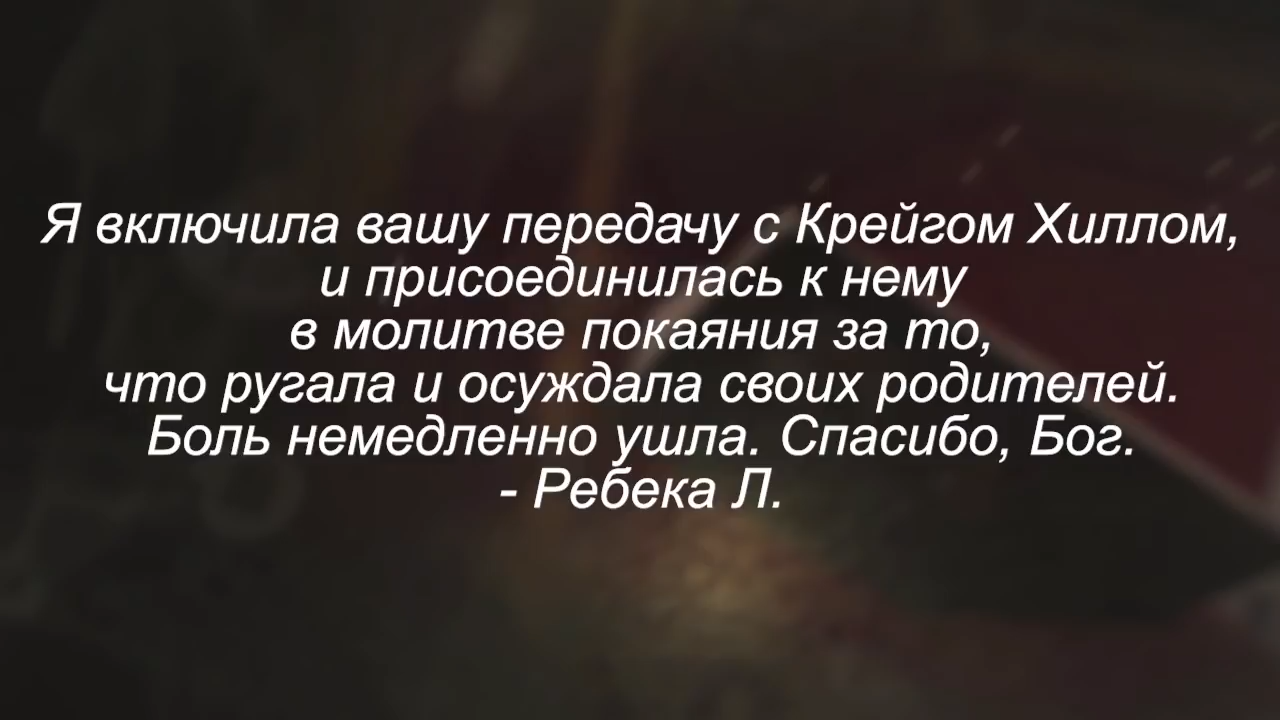 Я включила вашу передачу с Крейгом Хиллом,
и присоединилась к нему
в молитве покаяния за то,
что ругала и осуждала своих родителей.
Боль немедленно ушла. Спасибо, Бог.
- Ребека Л.